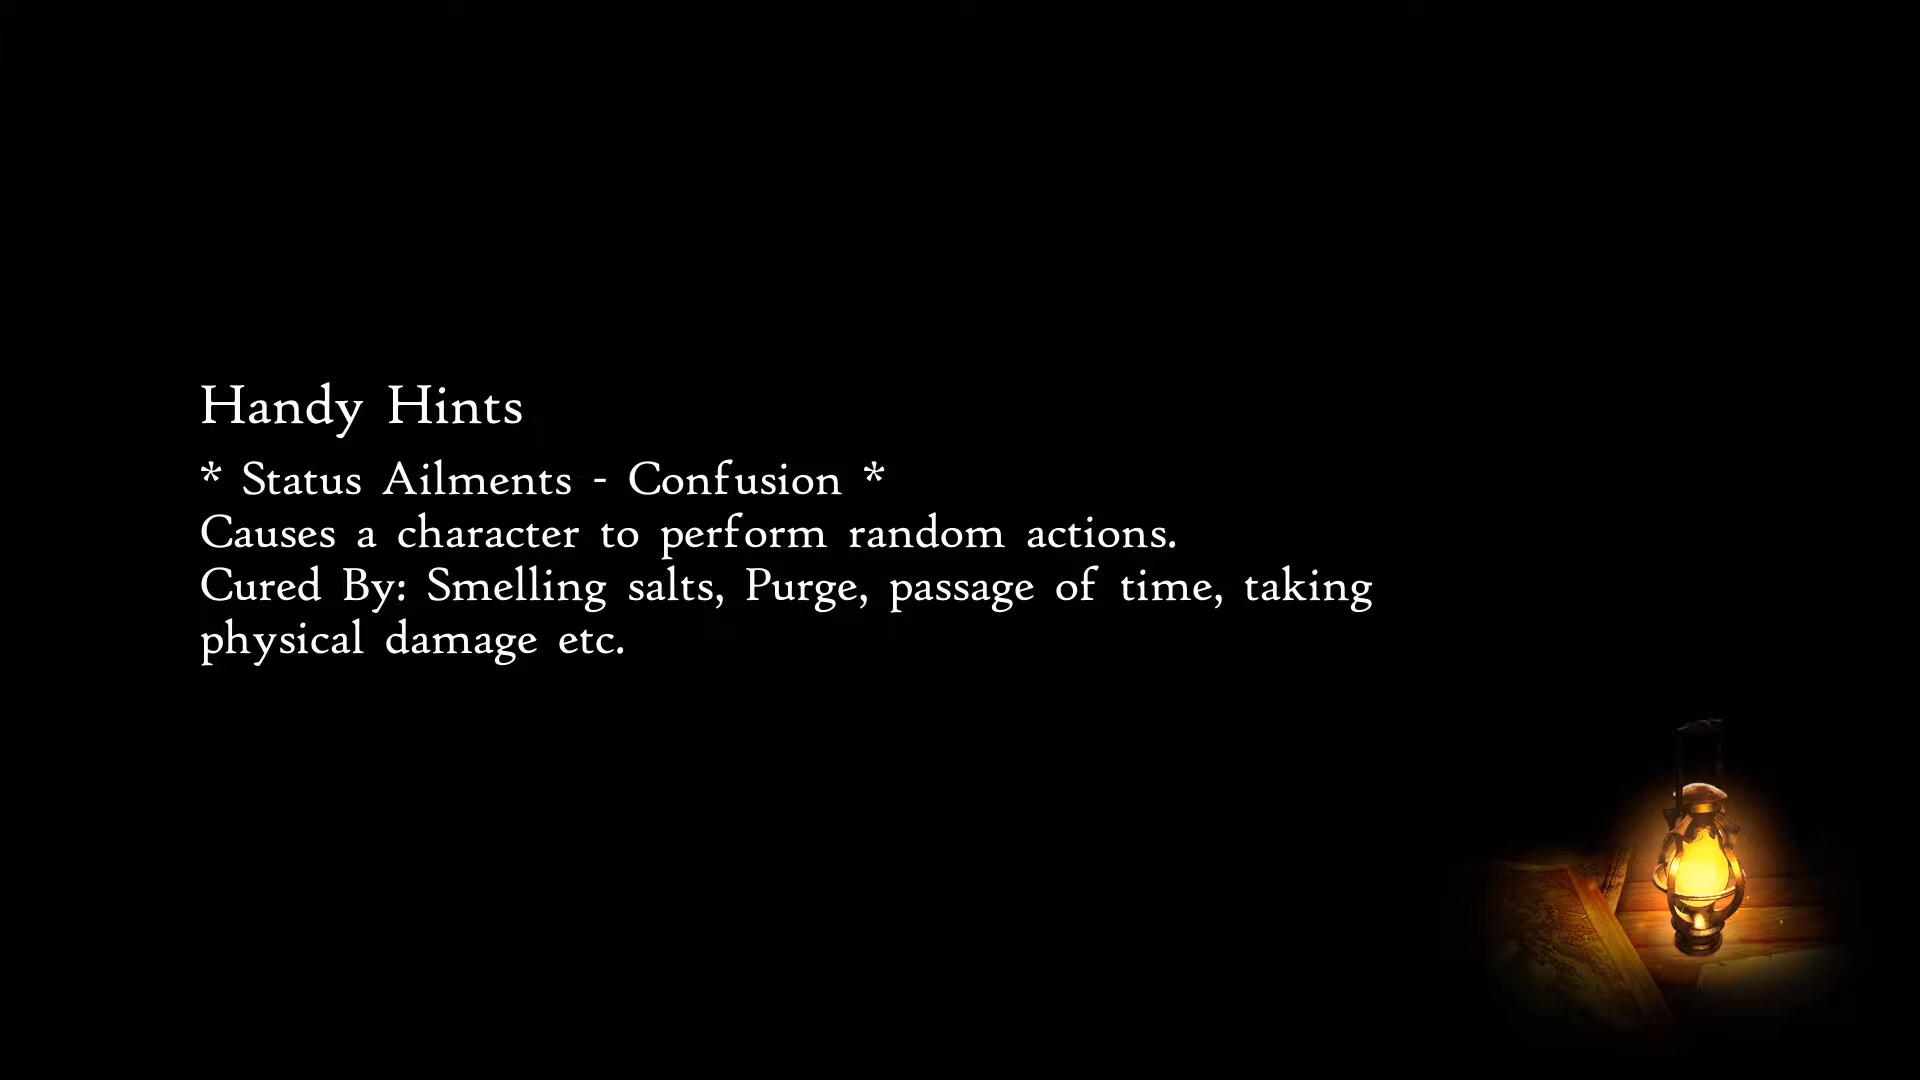 Handy Hints
* Status Ailments - Confusion *
Causes a character to perform random actions.
Cured By: Smelling salts, Purge, passage of time, taking
physical damage etc.